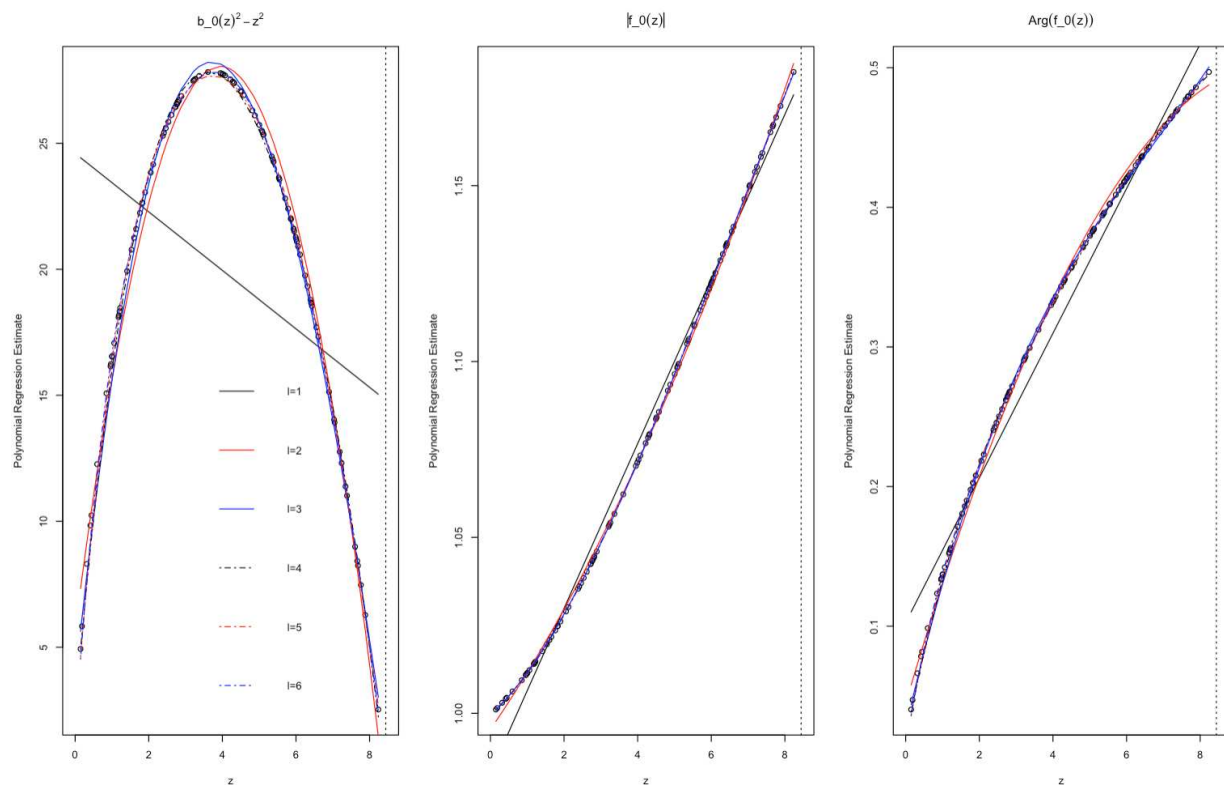 b_0(z)² − z²
Polynomial Regression Estimate
25
20
15
10
5
l=1
l=2
l=3
l=4
l=5
l=6
0 2 4 6 8
z
|f_0(z)|
Polynomial Regression Estimate
1.15
1.10
1.05
1.00
0 2 4 6 8
z
Arg(f_0(z))
Polynomial Regression Estimate
0.5
0.4
0.3
0.2
0.1
0 2 4 6 8
z